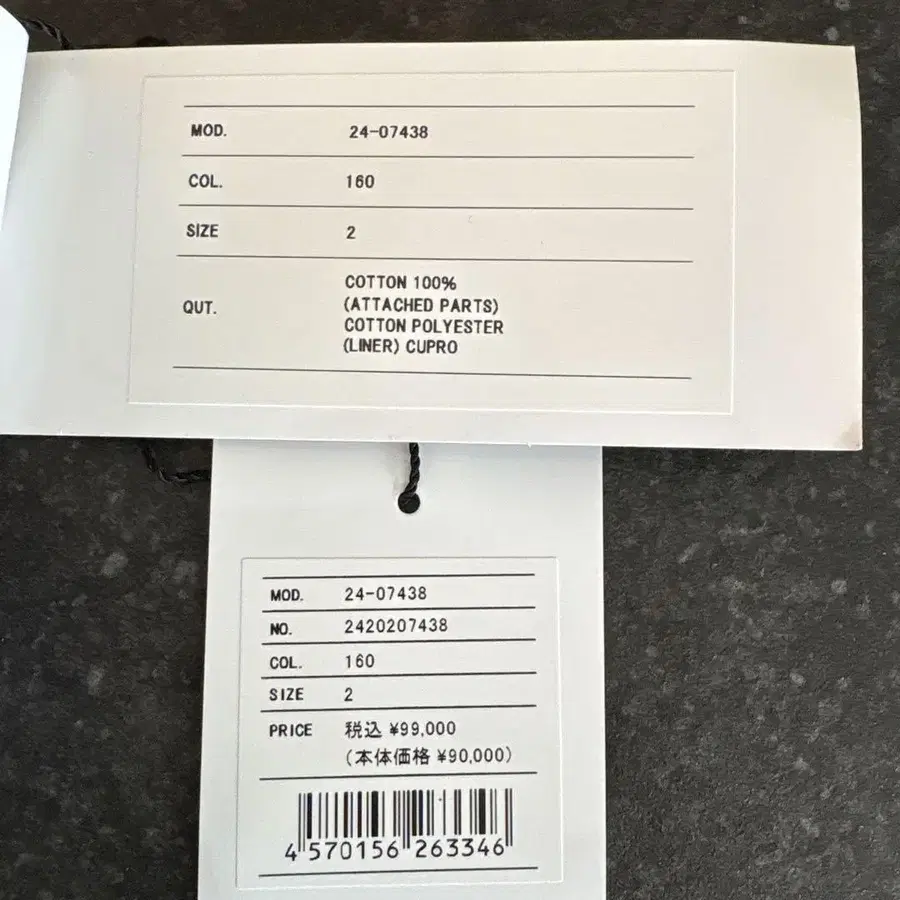 MOD. 24-07438
COL. 160
SIZE 2
QUT. COTTON 100%
(ATTACHED PARTS)
COTTON POLYESTER
(LINER) CUPRO
MOD. 24-07438
NO. 2420207438
COL. 160
SIZE 2
PRICE 税込 ¥99,000
(本体価格 ¥90,000)
4 570156 263346